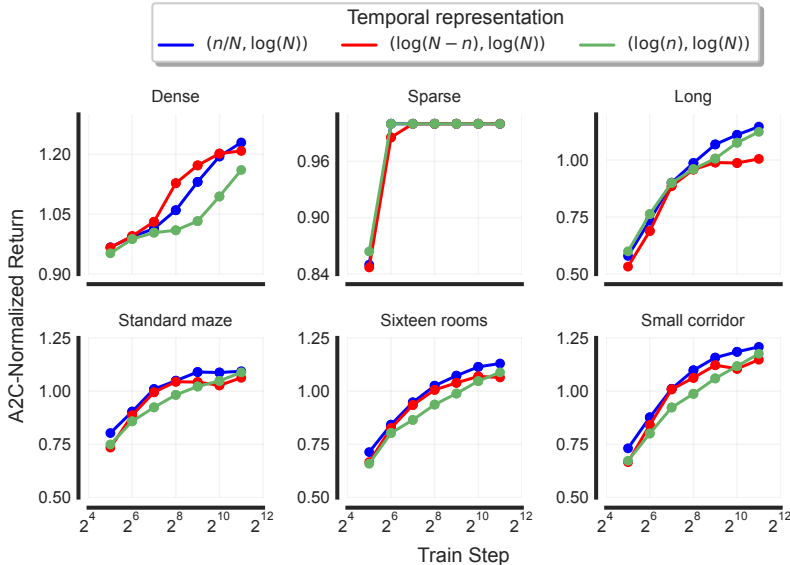 Temporal representation
(n/N, log(N)) (log(N − n), log(N)) (log(n), log(N))
Dense Sparse Long
1.20 1.05 0.90
0.96 0.90 0.84
1.00 0.75 0.50
A2C-Normalized Return
Standard maze Sixteen rooms Small corridor
1.25 1.00 0.75 0.50
1.25 1.00 0.75 0.50
1.25 1.00 0.75 0.50
2^4 2^6 2^8 2^10 2^12 2^4 2^6 2^8 2^10 2^12 2^4 2^6 2^8 2^10 2^12
Train Step